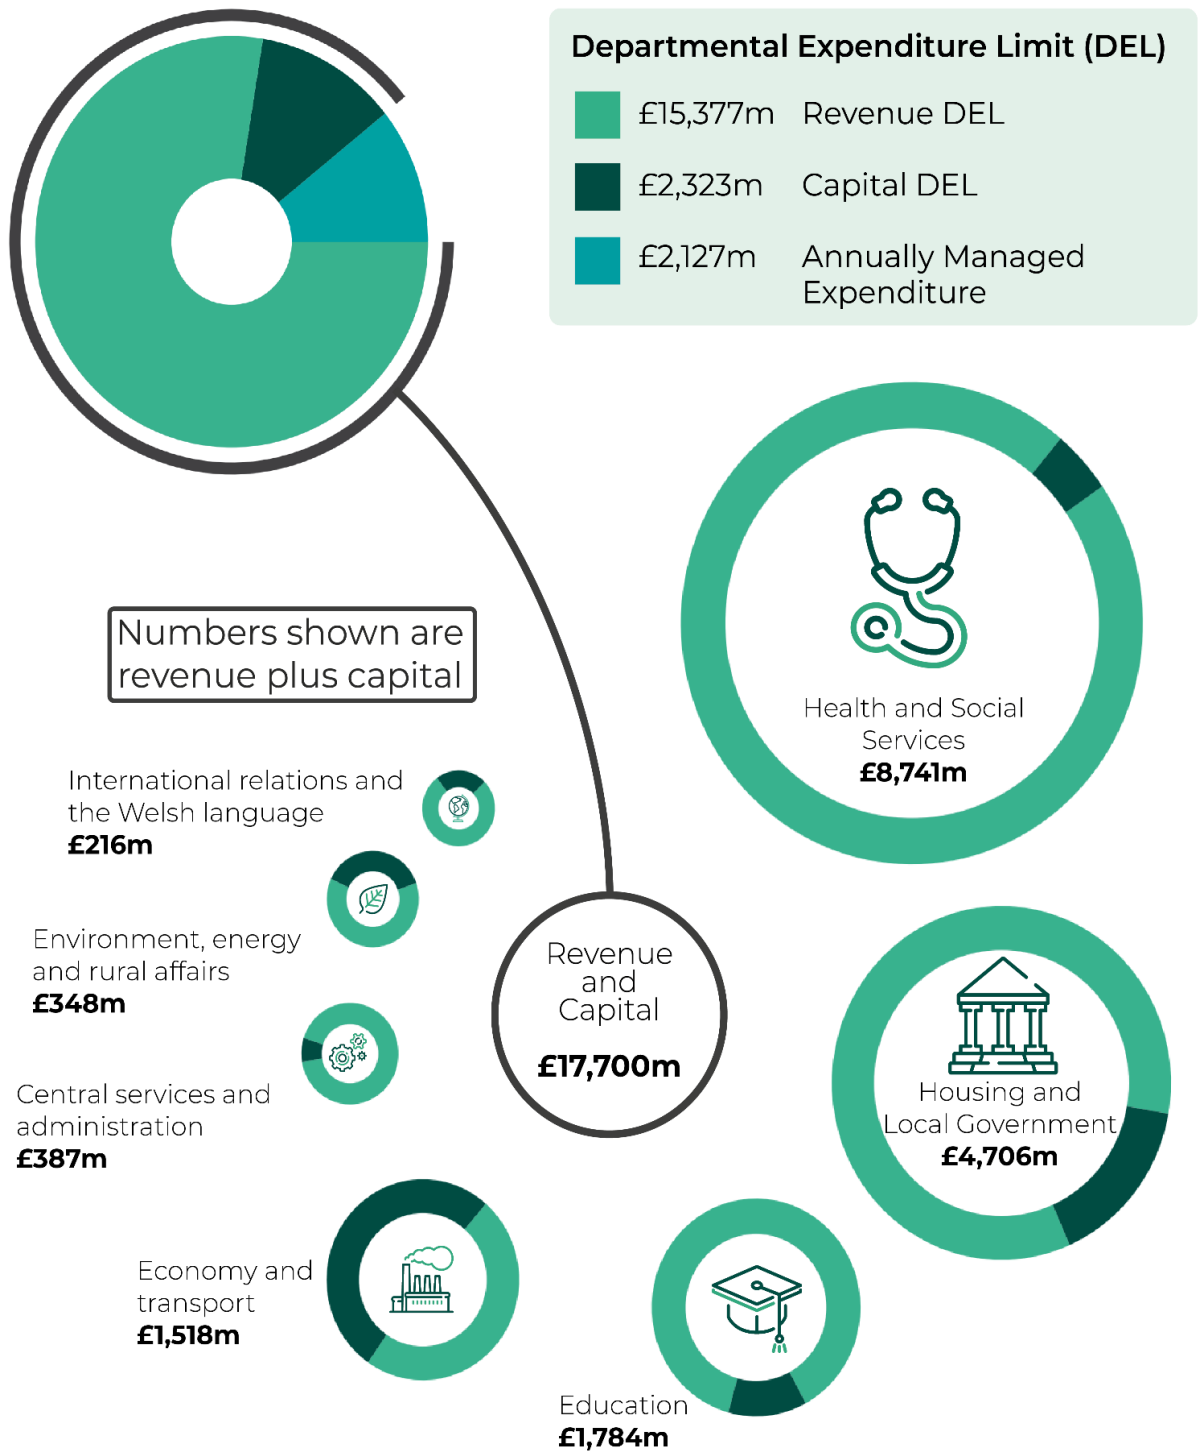 Departmental Expenditure Limit (DEL)
£15,377m Revenue DEL
£2,323m Capital DEL
£2,127m Annually Managed
Expenditure
Health and Social
Services
£8,741m
Numbers shown are
revenue plus capital
International relations and
the Welsh language
£216m
Environment, energy
and rural affairs
£348m
Central services and
administration
£387m
Revenue
and
Capital
£17,700m
Housing and
Local Government
£4,706m
Economy and
transport
£1,518m
Education
£1,784m